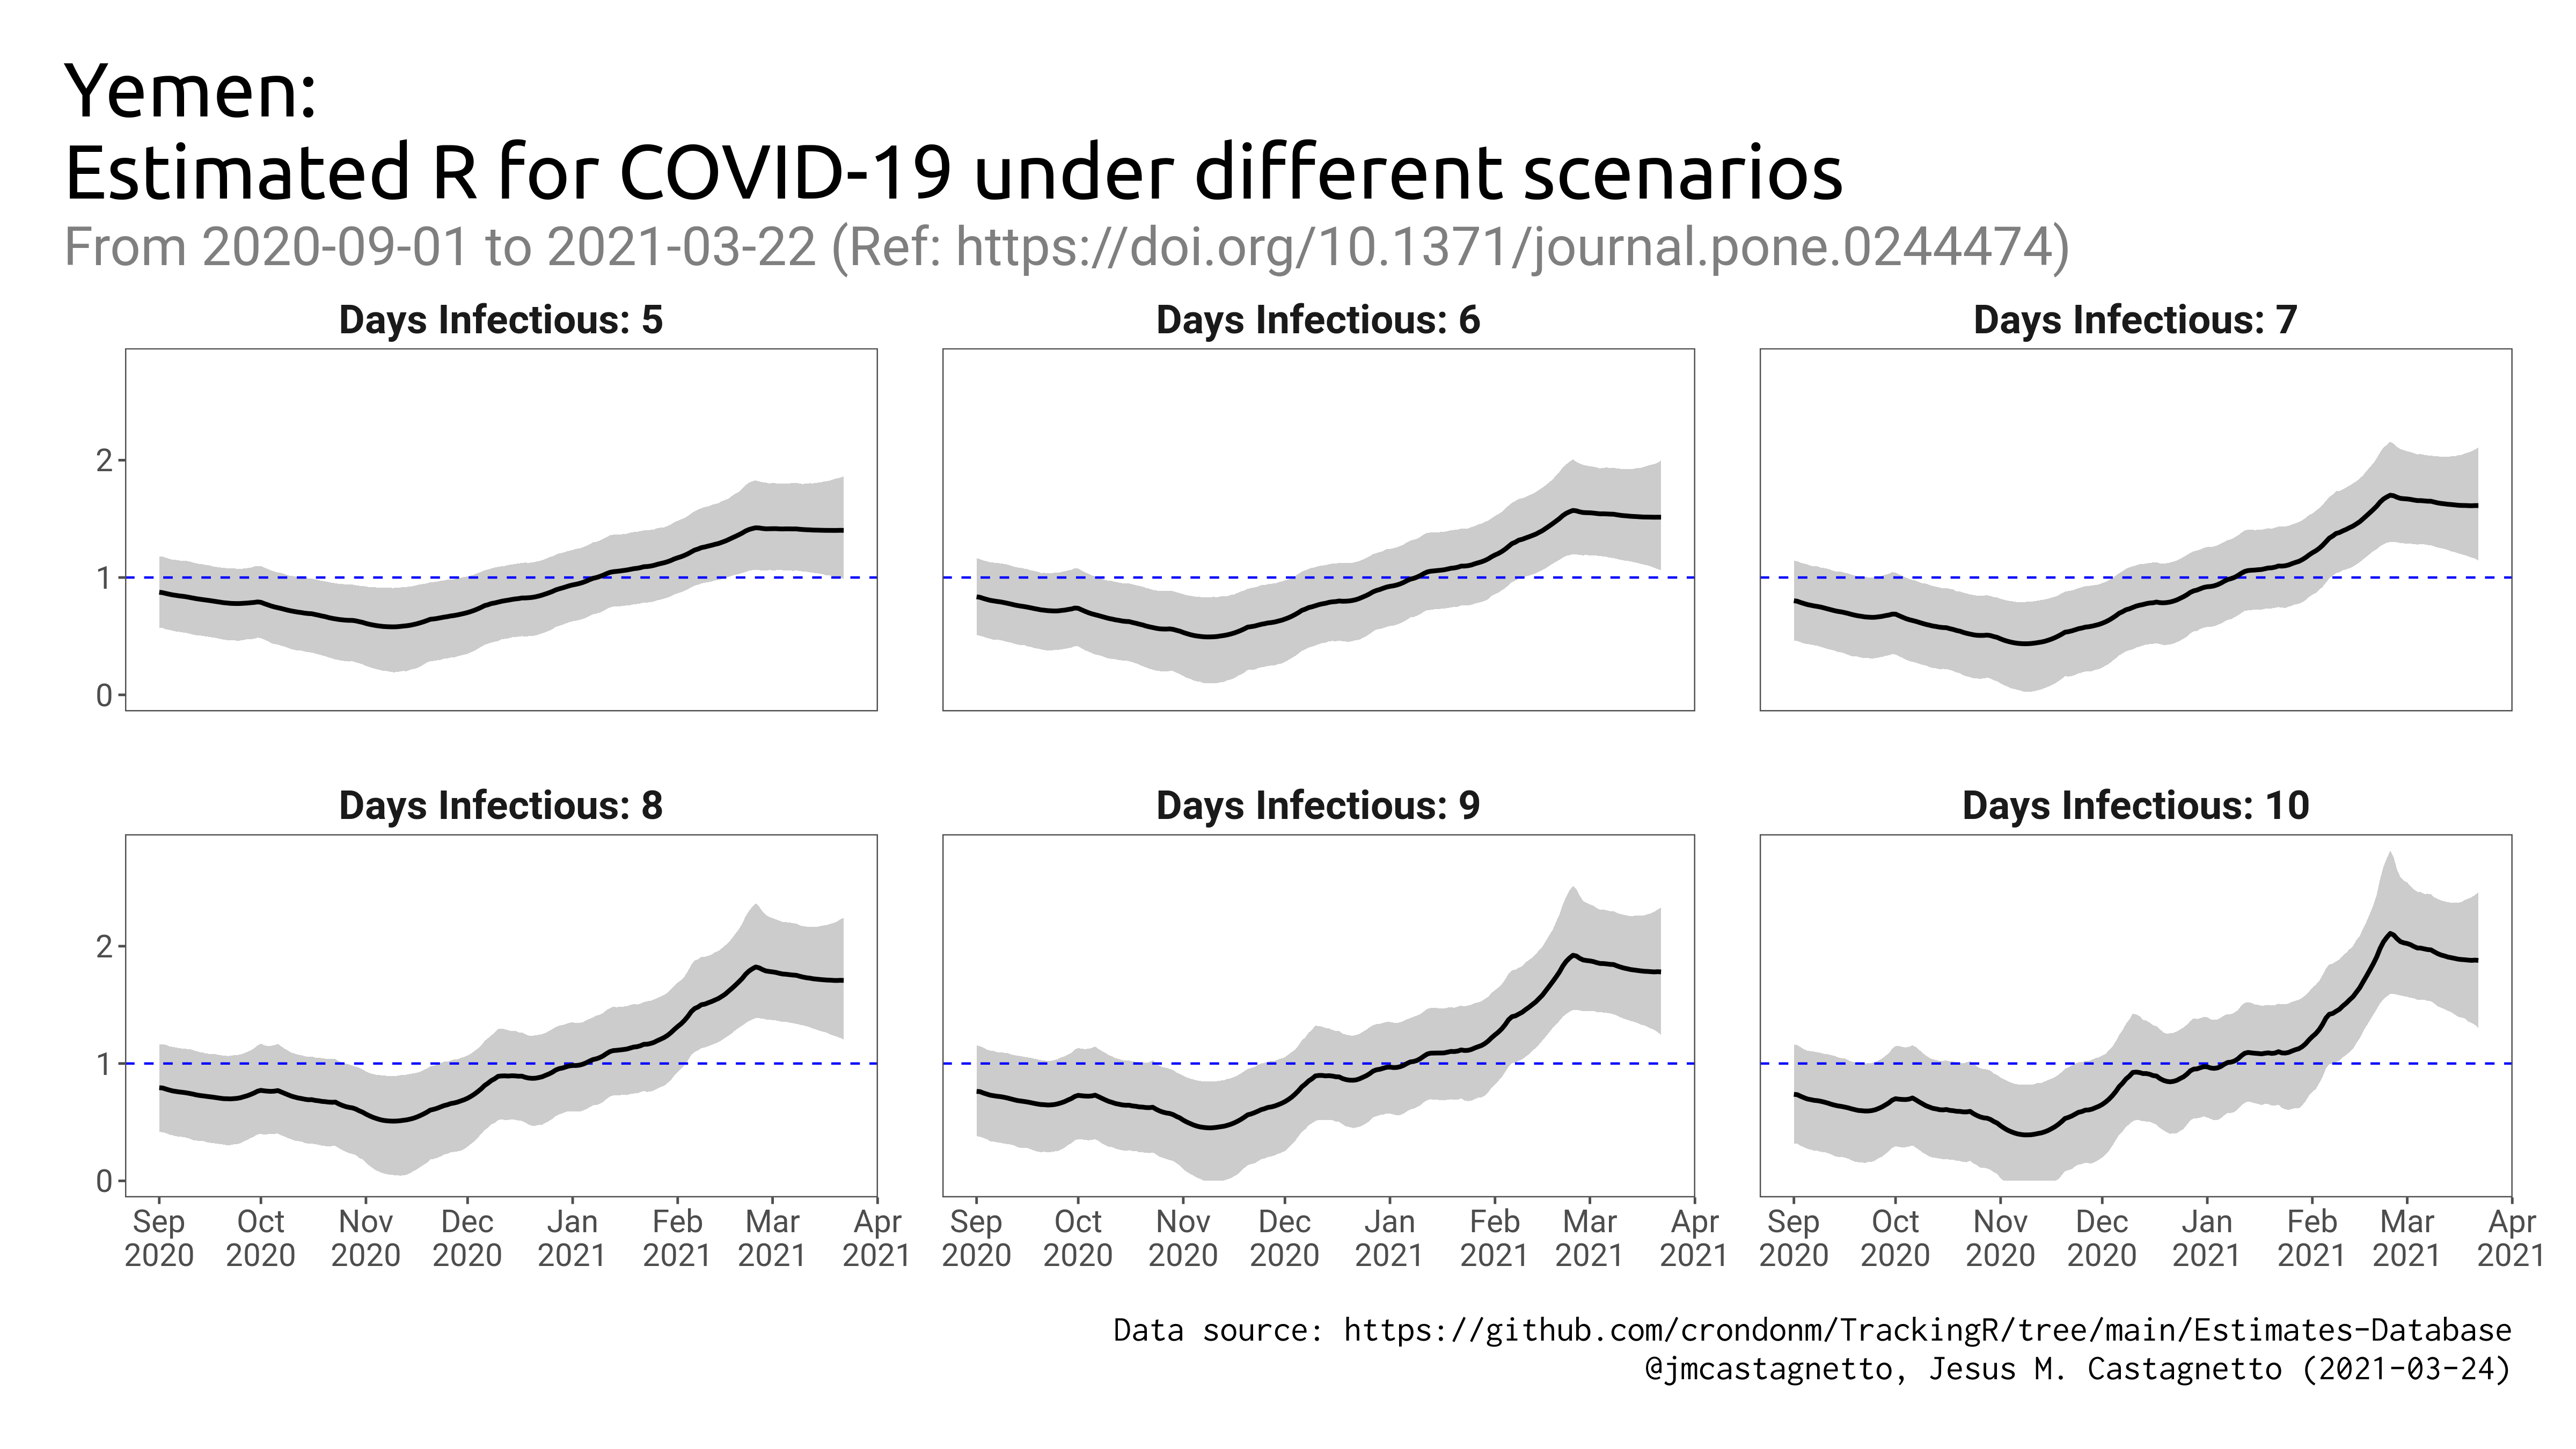 Yemen:
Estimated R for COVID-19 under different scenarios
From 2020-09-01 to 2021-03-22 (Ref: https://doi.org/10.1371/journal.pone.0244474)
Days Infectious: 5
Days Infectious: 6
Days Infectious: 7
2
1
0
Days Infectious: 8
Days Infectious: 9
Days Infectious: 10
2
1
0
Sep Oct Nov Dec Jan Feb Mar Apr
2020 2020 2020 2020 2021 2021 2021 2021
Sep Oct Nov Dec Jan Feb Mar Apr
2020 2020 2020 2020 2021 2021 2021 2021
Sep Oct Nov Dec Jan Feb Mar Apr
2020 2020 2020 2020 2021 2021 2021 2021
Data source: https://github.com/crondonm/TrackingR/tree/main/Estimates-Database
@jmcastagnetto, Jesus M. Castagnetto (2021-03-24)